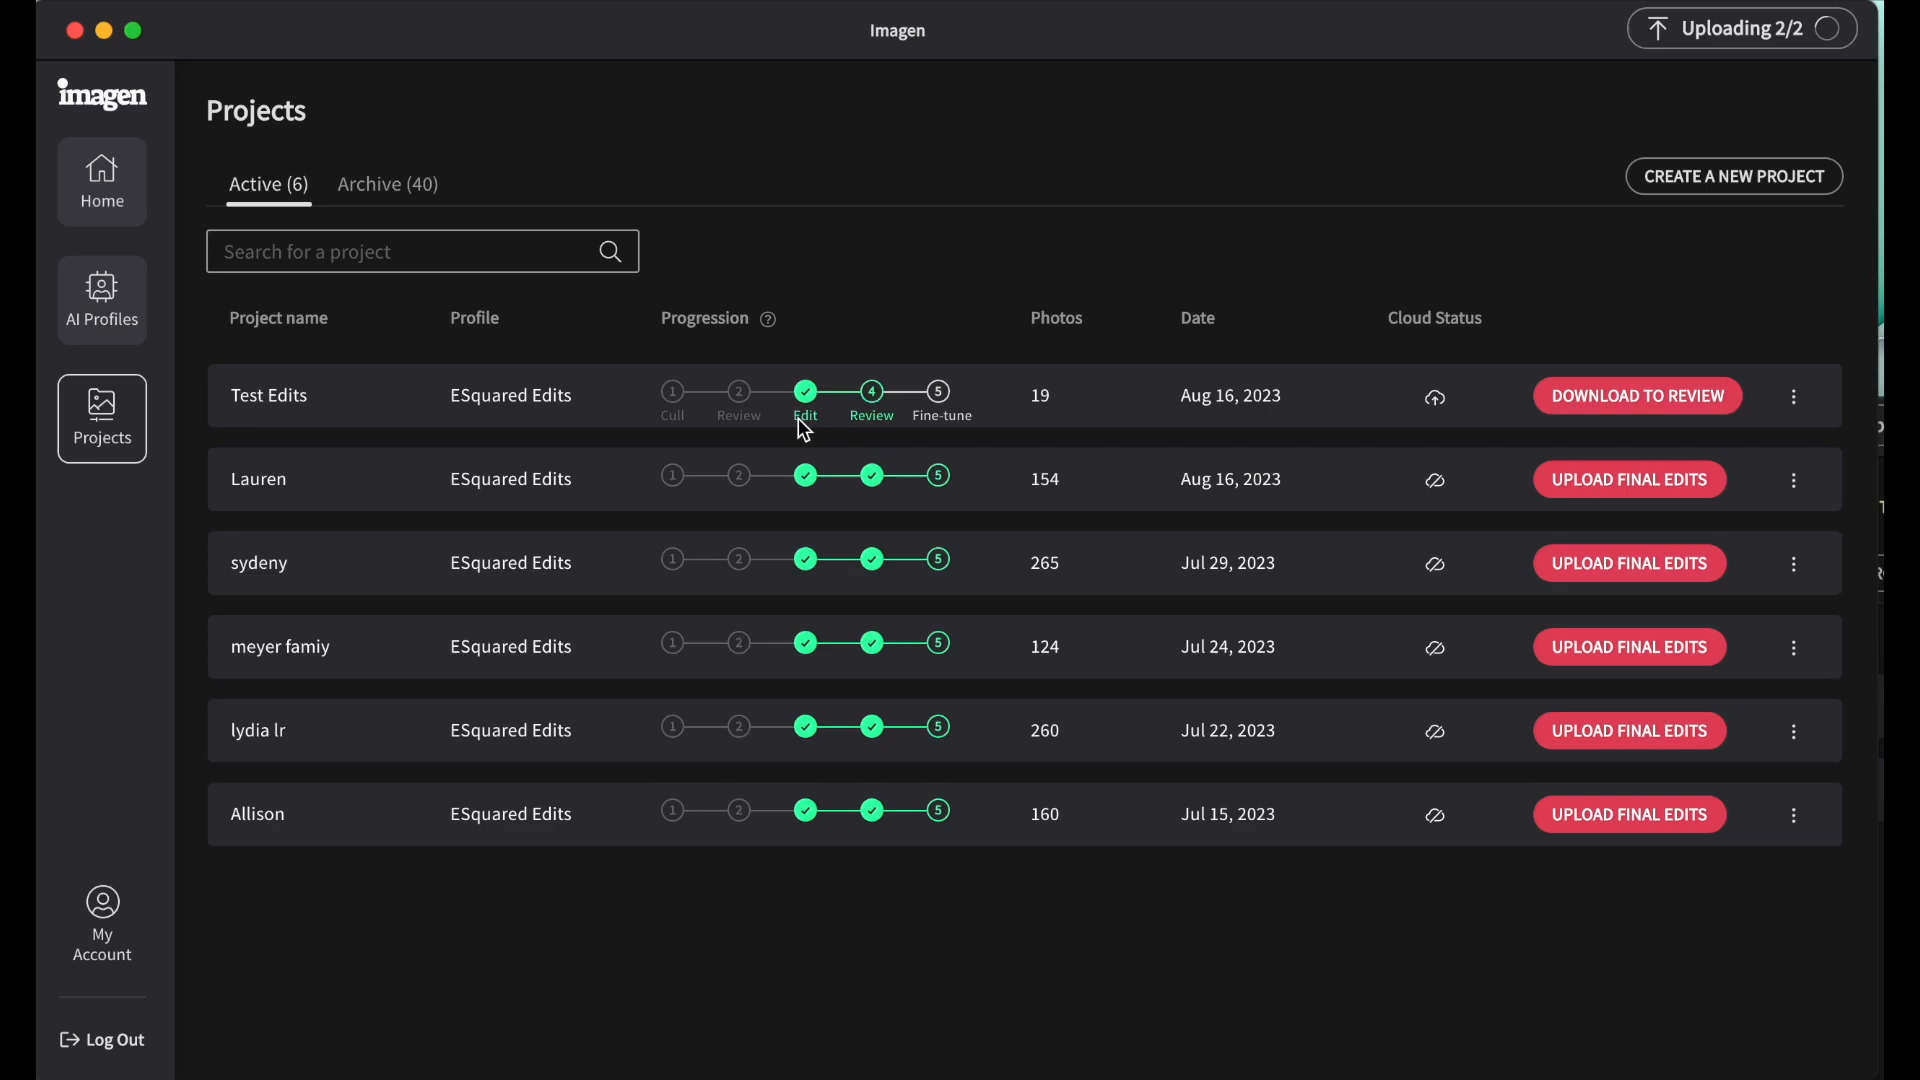 Imagen
Uploading 2/2
imagen
Home
AI Profiles
Projects
My
Account
Log Out
Projects
Active (6) Archive (40)
CREATE A NEW PROJECT
Search for a project
Project name Profile Progression ? Photos Date Cloud Status
Test Edits ESquared Edits 1 2 4 5 19 Aug 16, 2023 DOWNLOAD TO REVIEW
Cull Review Edit Review Fine-tune
Lauren ESquared Edits 1 2 5 154 Aug 16, 2023 UPLOAD FINAL EDITS
sydeny ESquared Edits 1 2 5 265 Jul 29, 2023 UPLOAD FINAL EDITS
meyer famiy ESquared Edits 1 2 5 124 Jul 24, 2023 UPLOAD FINAL EDITS
lydia lr ESquared Edits 1 2 5 260 Jul 22, 2023 UPLOAD FINAL EDITS
Allison ESquared Edits 1 2 5 160 Jul 15, 2023 UPLOAD FINAL EDITS